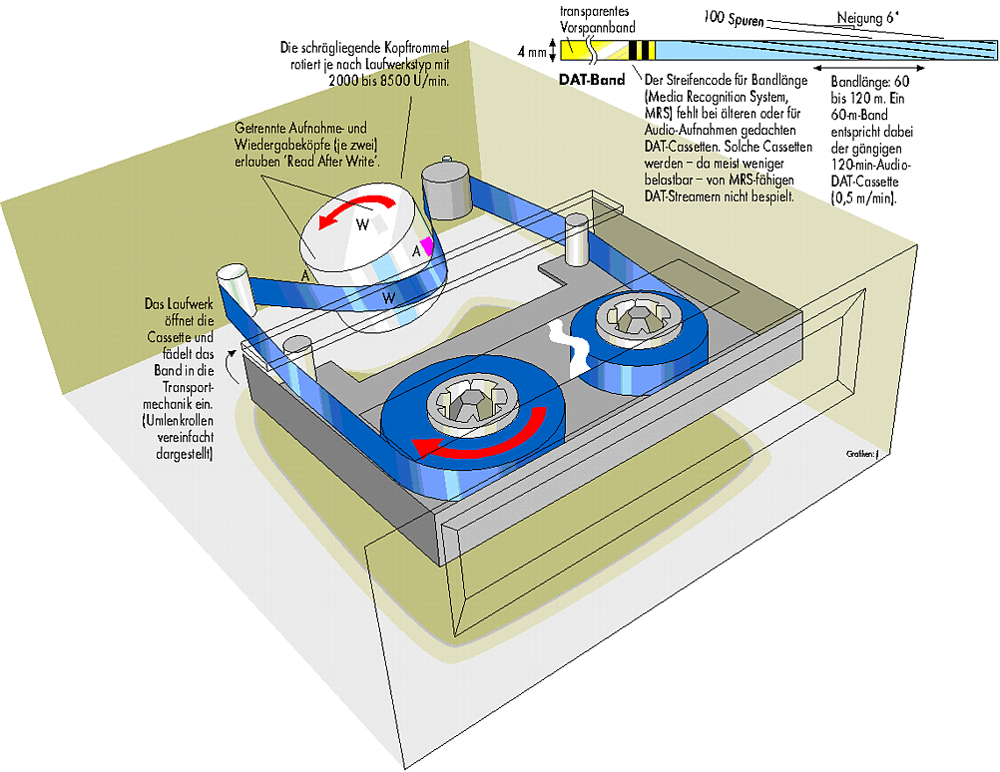 transparentes
Vorspannband
100 Spuren
Neigung 6°
4 mm
DAT-Band
Die schrägliegende Kopftrommel
rotiert je nach Laufwerkstyp mit
2000 bis 8500 U/min.
Der Streifencode für Bandlänge
(Media Recognition System,
MRS) fehlt bei älteren oder für
Audio-Aufnahmen gedachten
DAT-Cassetten. Solche Cassetten
werden – da meist weniger
belastbar – von MRS-fähigen
DAT-Streamern nicht bespielt.
Bandlänge: 60
bis 120 m. Ein
60-m-Band
entspricht dabei
der gängigen
120-min-Audio-
DAT-Cassette
(0,5 m/min).
Getrennte Aufnahme- und
Wiedergabeköpfe (je zwei)
erlauben 'Read After Write'.
W
A
A
W
Das Laufwerk
öffnet die
Cassette und
fädelt das
Band in die
Transport-
mechanik ein.
(Umlenkrollen
vereinfacht
dargestellt)
Grafiken: fj